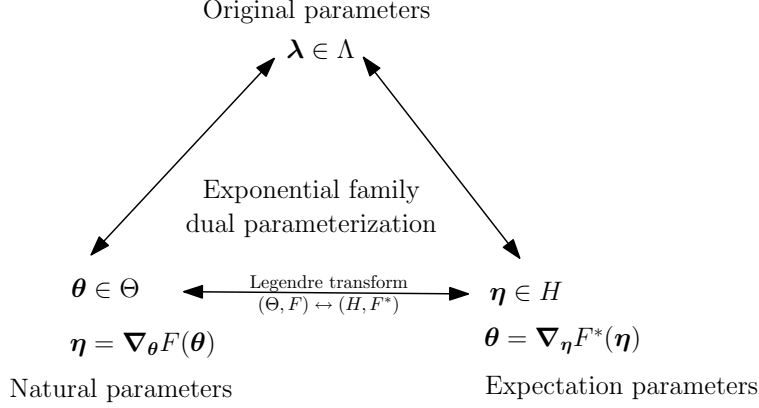 Original parameters
λ ∈ Λ
Exponential family
dual parameterization
Legendre transform
(Θ, F) ↔ (H, F*)
θ ∈ Θ
η ∈ H
η = ∇θF(θ)
θ = ∇ηF*(η)
Natural parameters
Expectation parameters